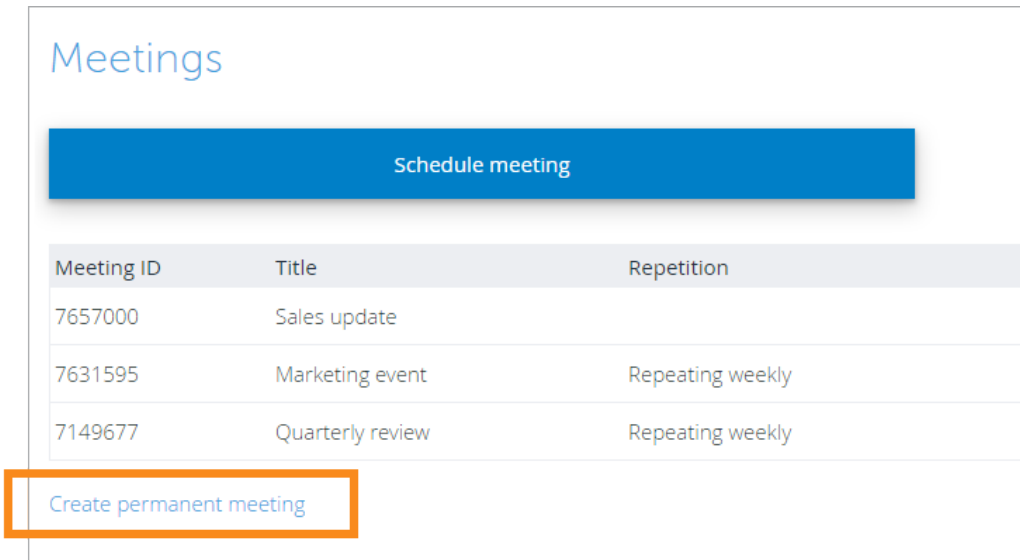 Meetings
Schedule meeting
Meeting ID Title Repetition
7657000 Sales update
7631595 Marketing event Repeating weekly
7149677 Quarterly review Repeating weekly
Create permanent meeting